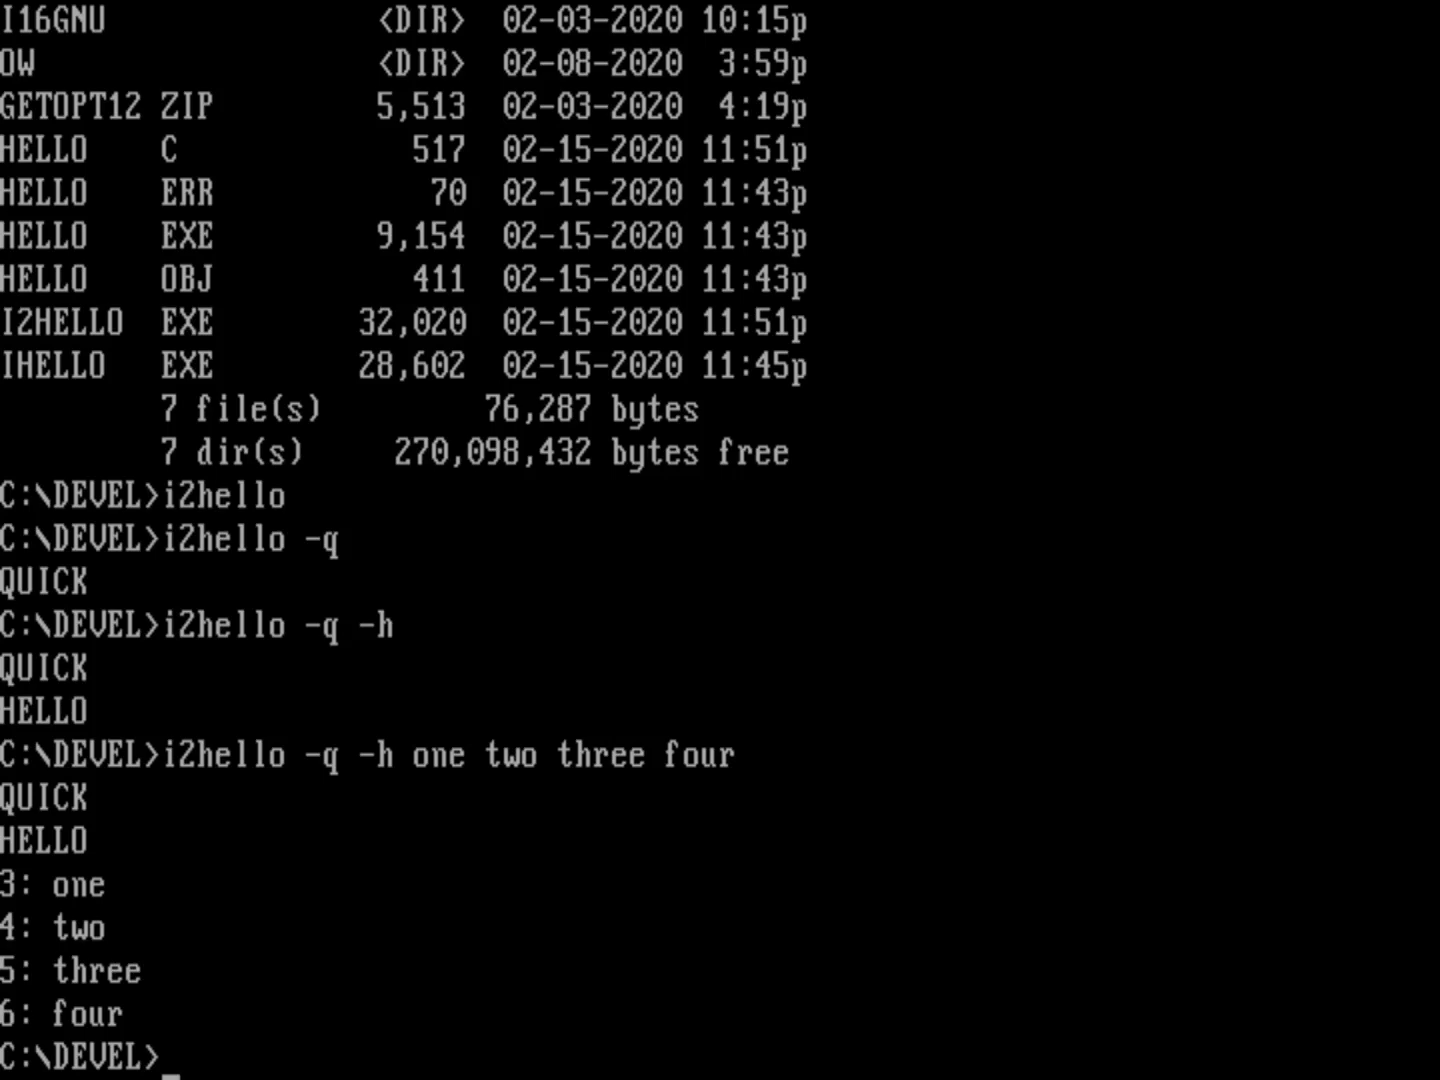 I16GNU <DIR> 02-03-2020 10:15p
OW <DIR> 02-08-2020 3:59p
GETOPT12 ZIP 5,513 02-03-2020 4:19p
HELLO C 517 02-15-2020 11:51p
HELLO ERR 70 02-15-2020 11:43p
HELLO EXE 9,154 02-15-2020 11:43p
HELLO OBJ 411 02-15-2020 11:43p
I2HELLO EXE 32,020 02-15-2020 11:51p
IHELLO EXE 28,602 02-15-2020 11:45p
7 file(s) 76,287 bytes
7 dir(s) 270,098,432 bytes free
C:\DEVEL>i2hello
C:\DEVEL>i2hello -q
QUICK
C:\DEVEL>i2hello -q -h
QUICK
HELLO
C:\DEVEL>i2hello -q -h one two three four
QUICK
HELLO
3: one
4: two
5: three
6: four
C:\DEVEL>_